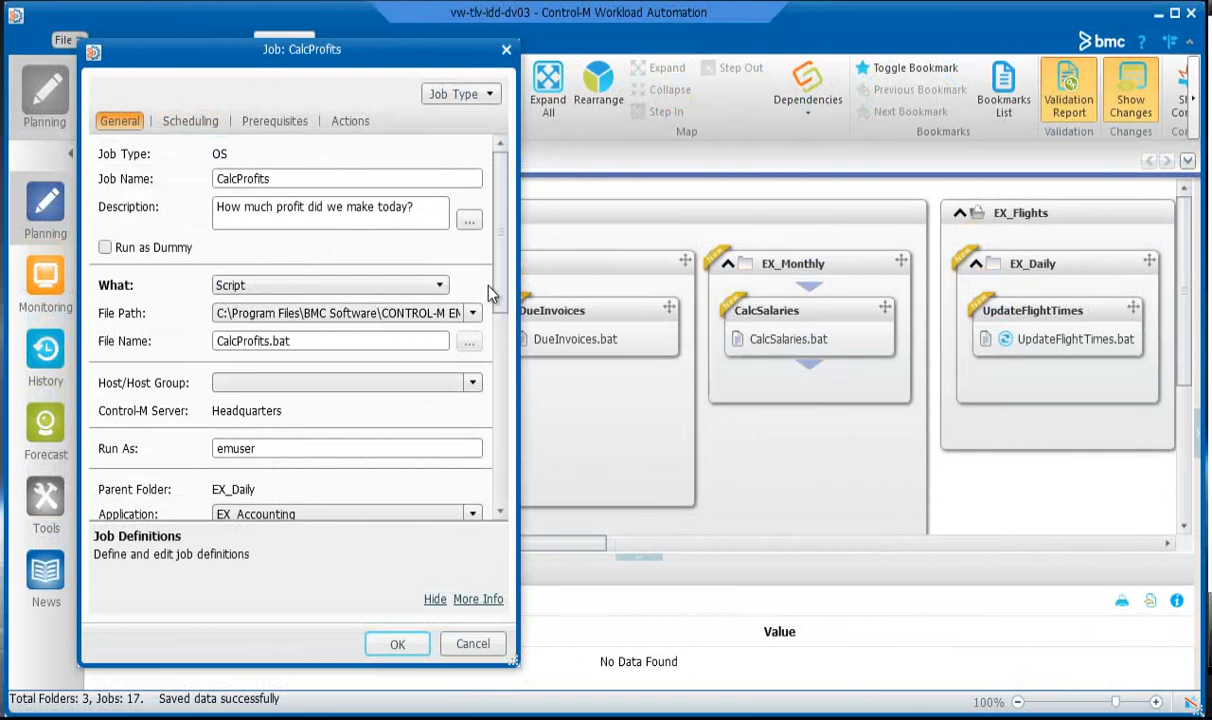 vw-tlv-idd-dv03 - Control-M Workload Automation
File
bmc ?
Job: CalcProfits
Job Type
General | Scheduling | Prerequisites | Actions
Job Type: OS
Job Name: CalcProfits
Description: How much profit did we make today?
...
Run as Dummy
What: Script
File Path: C:\Program Files\BMC Software\CONTROL-M EM
File Name: CalcProfits.bat
...
Host/Host Group:
Control-M Server: Headquarters
Run As: emuser
Parent Folder: EX_Daily
Application: EX_Accounting
Job Definitions
Define and edit job definitions
Hide More Info
OK Cancel
Planning
Planning
Monitoring
History
Forecast
Tools
News
Expand All
Rearrange
Expand
Collapse
Step In
Step Out
Map
Dependencies
Toggle Bookmark
Previous Bookmark
Next Bookmark
Bookmarks List
Bookmarks
Validation Report
Validation
Show Changes
Changes
DueInvoices
DueInvoices.bat
New
EX_Monthly
New
CalcSalaries
CalcSalaries.bat
EX_Flights
New
EX_Daily
New
UpdateFlightTimes
UpdateFlightTimes.bat
Value
No Data Found
Total Folders: 3, Jobs: 17. Saved data successfully
100%